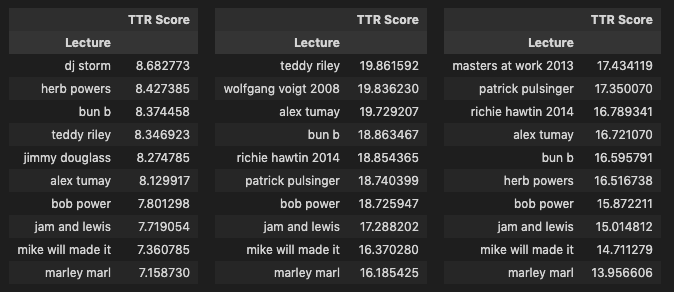 TTR Score
Lecture
dj storm 8.682773
herb powers 8.427385
bun b 8.374458
teddy riley 8.346923
jimmy douglass 8.274785
alex tumay 8.129917
bob power 7.801298
jam and lewis 7.719054
mike will made it 7.360785
marley marl 7.158730
TTR Score
Lecture
teddy riley 19.861592
wolfgang voigt 2008 19.836230
alex tumay 19.729207
bun b 18.863467
richie hawtin 2014 18.854365
patrick pulsinger 18.740399
bob power 18.725947
jam and lewis 17.288202
mike will made it 16.370280
marley marl 16.185425
TTR Score
Lecture
masters at work 2013 17.434119
patrick pulsinger 17.350070
richie hawtin 2014 16.789341
alex tumay 16.721070
bun b 16.595791
herb powers 16.516738
bob power 15.872211
jam and lewis 15.014812
mike will made it 14.711279
marley marl 13.956606